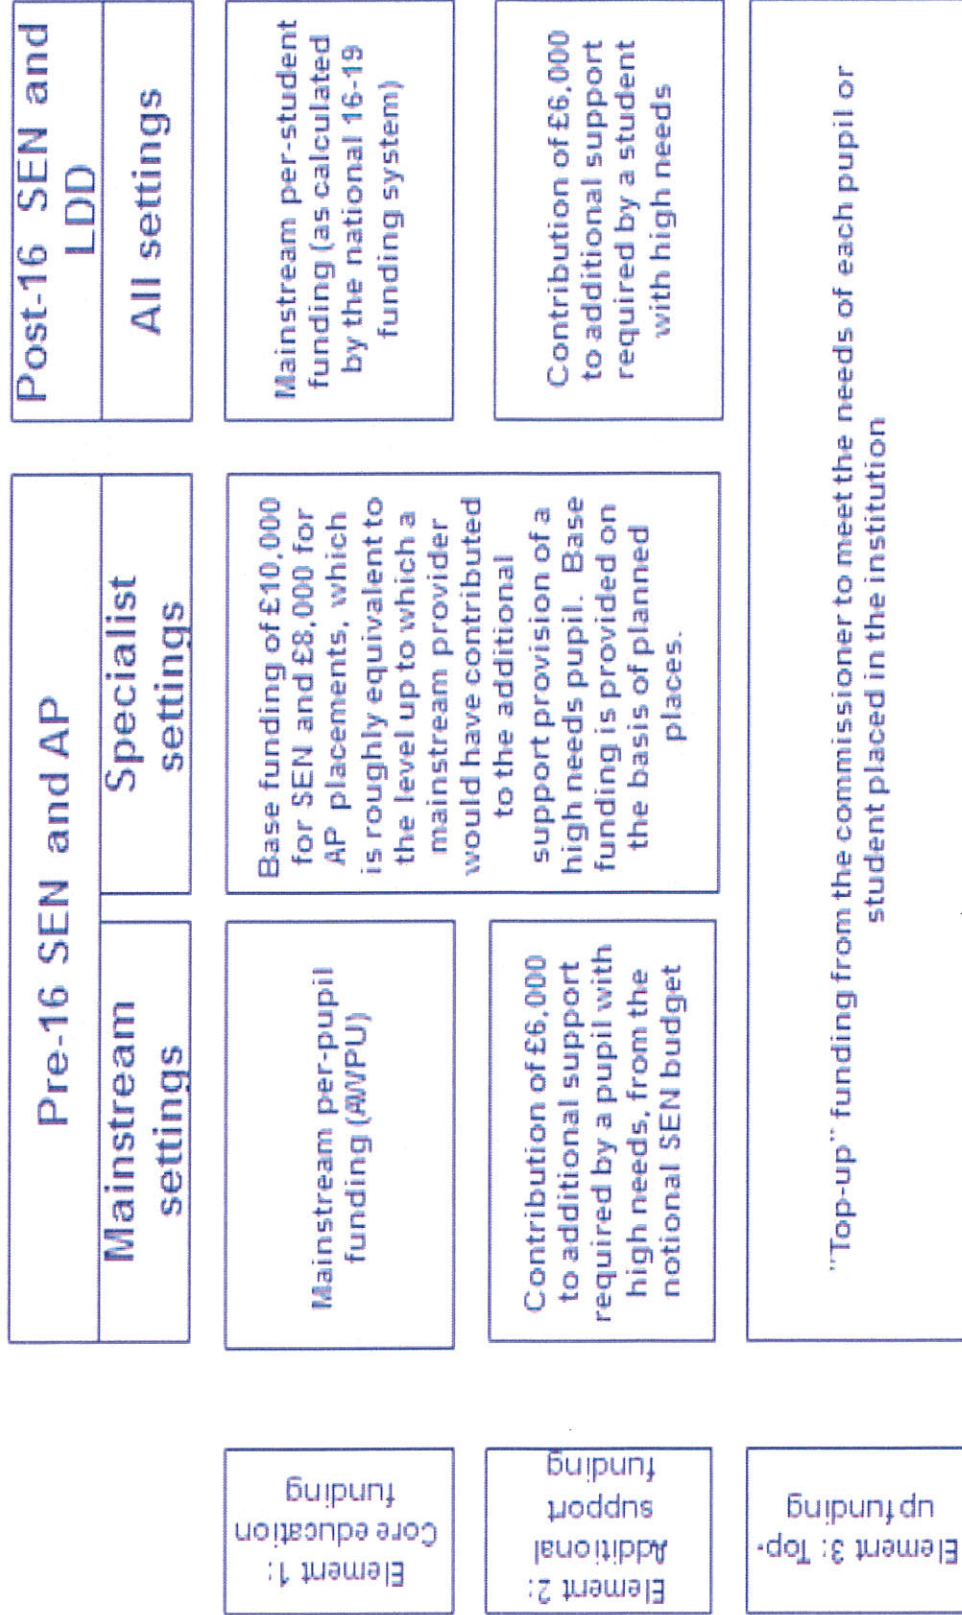 Pre-16 SEN and AP
Mainstream
settings
Specialist
settings
Post-16 SEN and
LDD
All settings
Element 1:
Core education
funding
Mainstream per-pupil
funding (AWPU)
Base funding of £10,000
for SEN and £8,000 for
AP placements, which
is roughly equivalent to
the level up to which a
mainstream provider
would have contributed
to the additional
support provision of a
high needs pupil. Base
funding is provided on
the basis of planned
places.
Mainstream per-student
funding (as calculated
by the national 16-19
funding system)
Element 2:
Additional
support
funding
Contribution of £6,000
to additional support
required by a pupil with
high needs, from the
notional SEN budget
Contribution of £6,000
to additional support
required by a student
with high needs
Element 3: Top-
up funding
"Top-up" funding from the commissioner to meet the needs of each pupil or
student placed in the institution